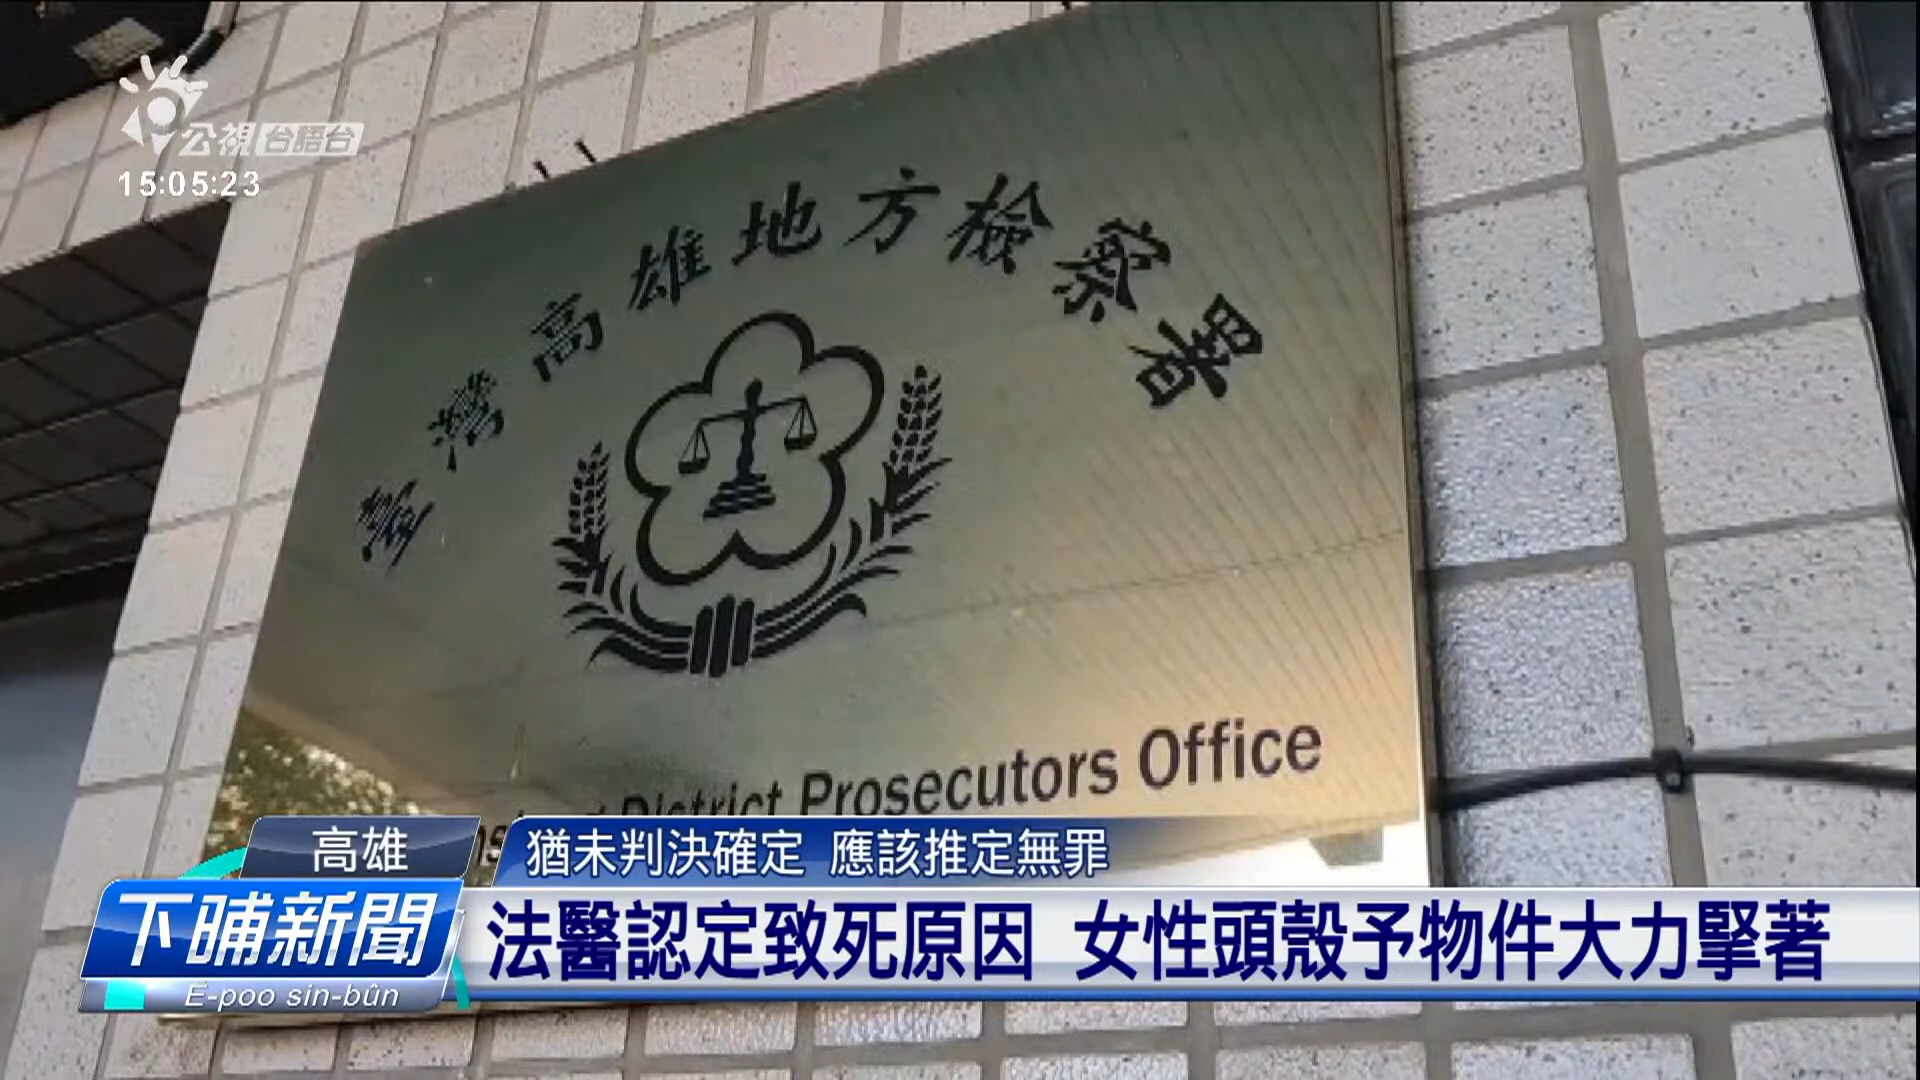 公視 台語台
15:05:23
臺灣高雄地方檢察署
District Prosecutors Office
高雄
猶未判決確定 應該推定無罪
下晡新聞
法醫認定致死原因 女性頭殼予物件大力掔著
E-poo sin-bûn